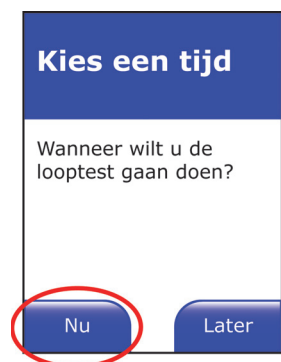 Kies een tijd
Wanneer wilt u de
looptest gaan doen?
Nu
Later